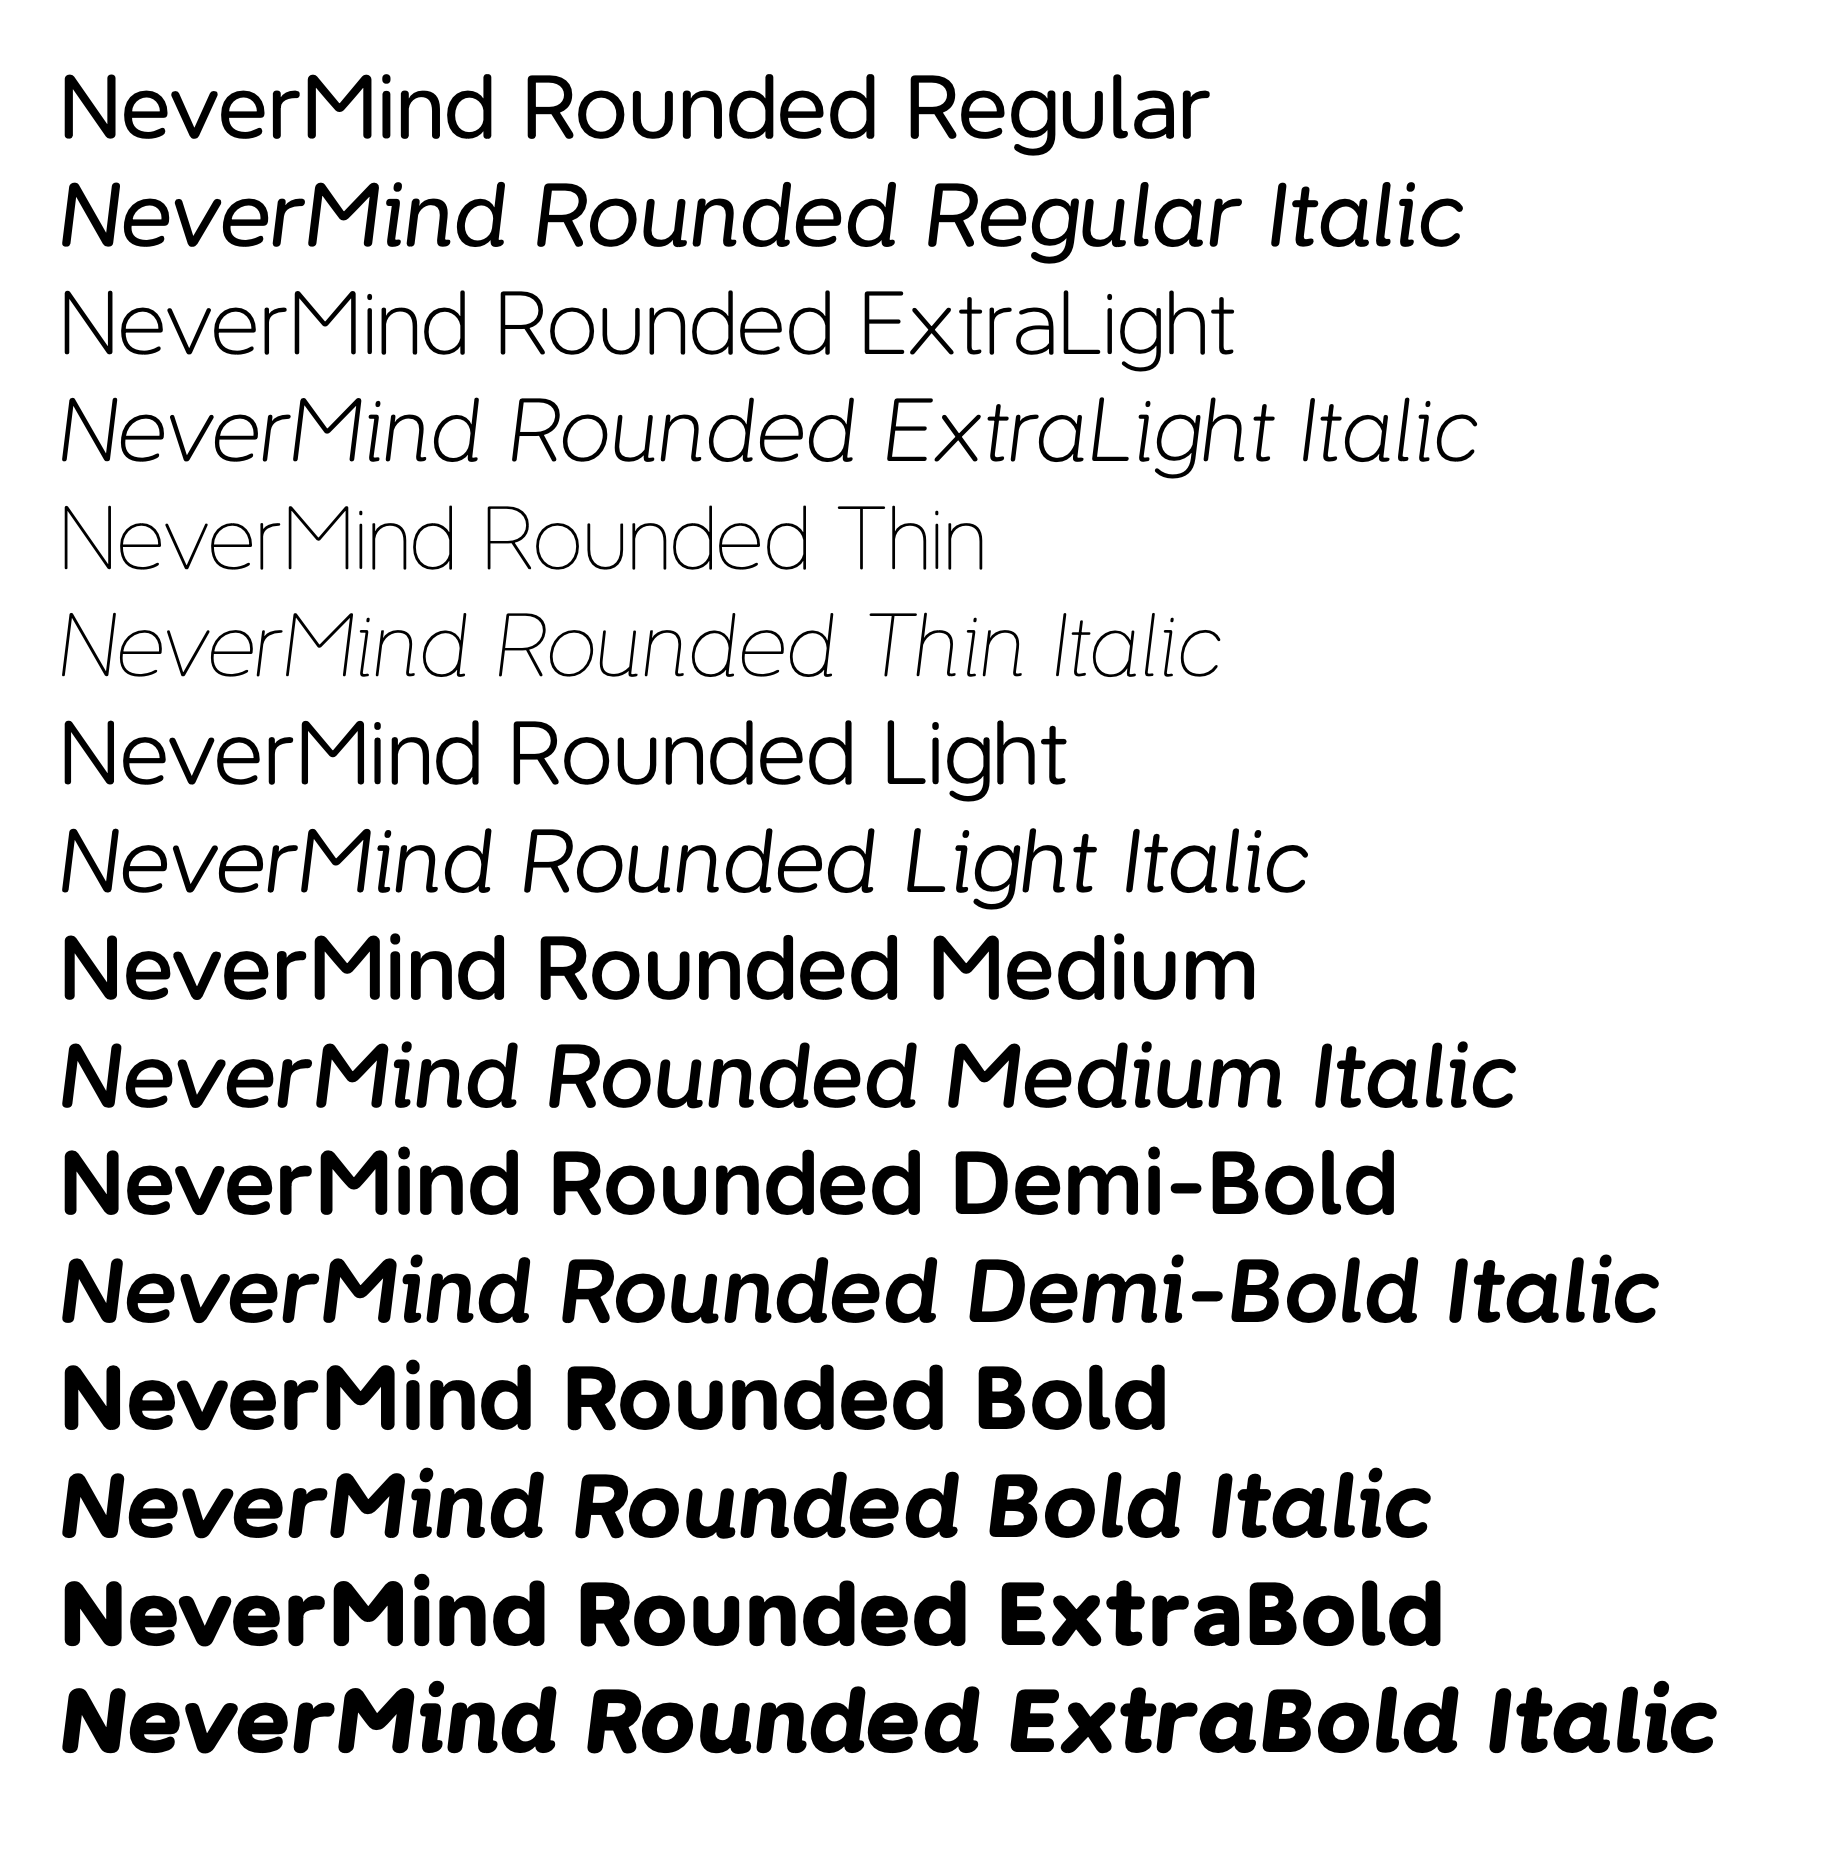 NeverMind Rounded Regular
NeverMind Rounded Regular Italic
NeverMind Rounded ExtraLight
NeverMind Rounded ExtraLight Italic
NeverMind Rounded Thin
NeverMind Rounded Thin Italic
NeverMind Rounded Light
NeverMind Rounded Light Italic
NeverMind Rounded Medium
NeverMind Rounded Medium Italic
NeverMind Rounded Demi-Bold
NeverMind Rounded Demi-Bold Italic
NeverMind Rounded Bold
NeverMind Rounded Bold Italic
NeverMind Rounded ExtraBold
NeverMind Rounded ExtraBold Italic